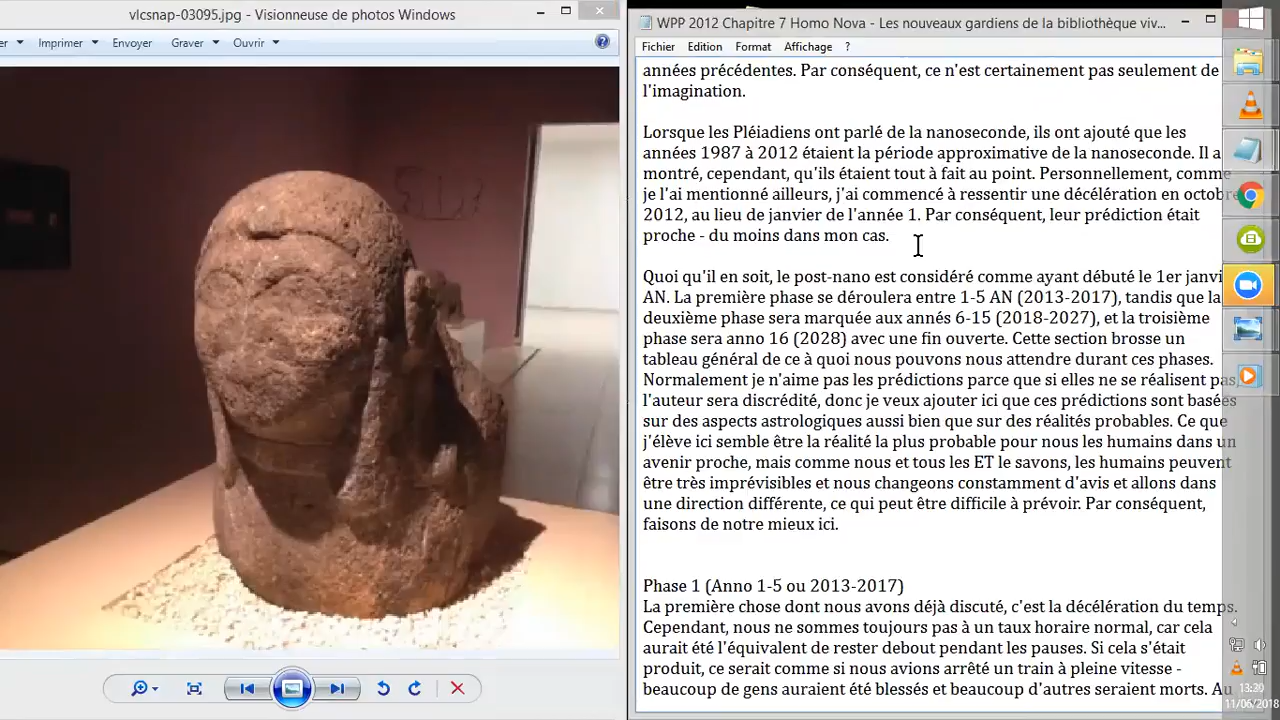 vlcsnap-03095.jpg - Visionneuse de photos Windows
Imprimer
Envoyer
Graver
Ouvrir
WPP 2012 Chapitre 7 Homo Nova - Les nouveaux gardiens de la bibliothèque viv...
Fichier
Edition
Format
Affichage
?
années précédentes. Par conséquent, ce n'est certainement pas seulement de
l'imagination.
Lorsque les Pléiadiens ont parlé de la nanoseconde, ils ont ajouté que les
années 1987 à 2012 étaient la période approximative de la nanoseconde. Il a
montré, cependant, qu'ils étaient tout à fait au point. Personnellement, comme
je l'ai mentionné ailleurs, j'ai commencé à ressentir une décélération en octobre
2012, au lieu de janvier de l'année 1. Par conséquent, leur prédiction était
proche - du moins dans mon cas.
Quoi qu'il en soit, le post-nano est considéré comme ayant débuté le 1er janvi
AN. La première phase se déroulera entre 1-5 AN (2013-2017), tandis que la
deuxième phase sera marquée aux annés 6-15 (2018-2027), et la troisième
phase sera anno 16 (2028) avec une fin ouverte. Cette section brosse un
tableau général de ce à quoi nous pouvons nous attendre durant ces phases.
Normalement je n'aime pas les prédictions parce que si elles ne se réalisent pas,
l'auteur sera discrédité, donc je veux ajouter ici que ces prédictions sont basées
sur des aspects astrologiques aussi bien que sur des réalités probables. Ce que
j'élève ici semble être la réalité la plus probable pour nous les humains dans un
avenir proche, mais comme nous et tous les ET le savons, les humains peuvent
être très imprévisibles et nous changeons constamment d'avis et allons dans
une direction différente, ce qui peut être difficile à prévoir. Par conséquent,
faisons de notre mieux ici.
Phase 1 (Anno 1-5 ou 2013-2017)
La première chose dont nous avons déjà discuté, c'est la décélération du temps.
Cependant, nous ne sommes toujours pas à un taux horaire normal, car cela
aurait été l'équivalent de rester debout pendant les pauses. Si cela s'était
produit, ce serait comme si nous avions arrêté un train à pleine vitesse -
beaucoup de gens auraient été blessés et beaucoup d'autres seraient morts. Au
13:20
11/06/2018